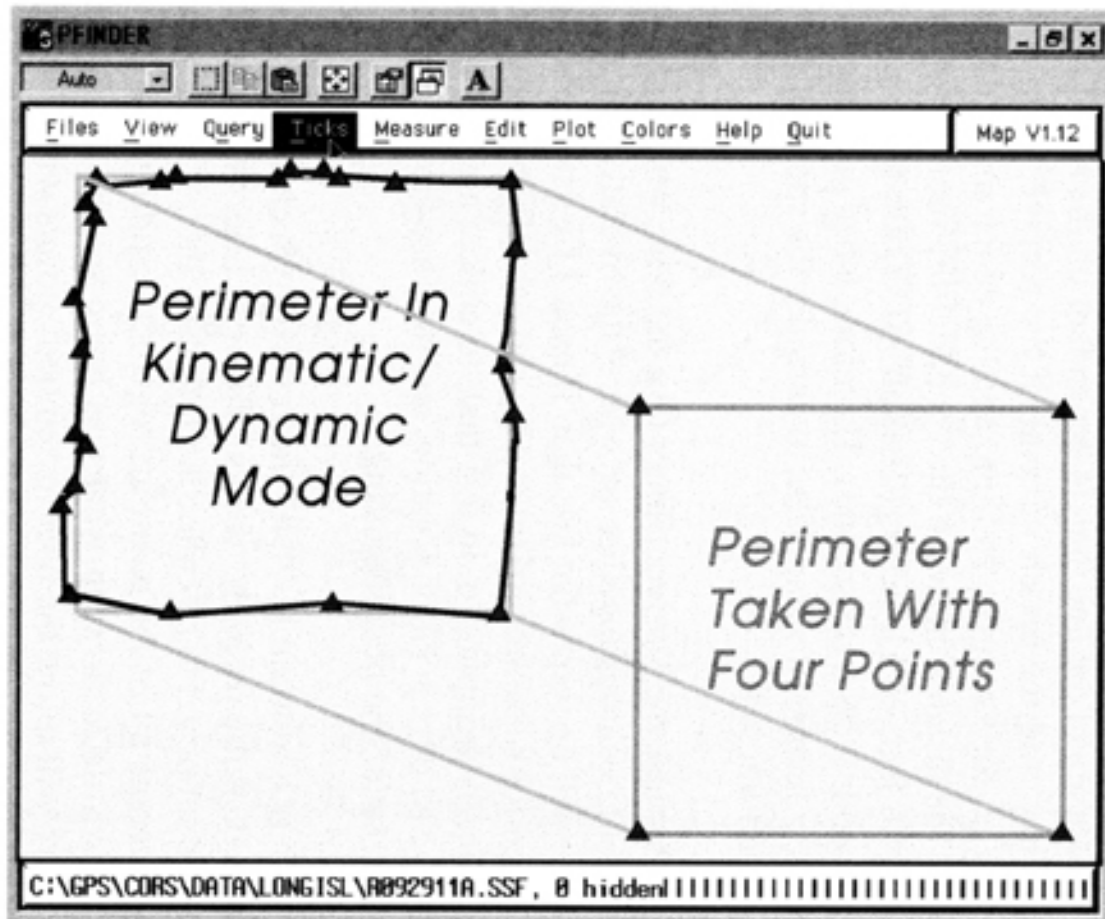 PFINDER
Auto
A
Files View Query Ticks Measure Edit Plot Colors Help Quit Map V1.12
Perimeter In
Kinematic/
Dynamic
Mode
Perimeter
Taken With
Four Points
C:\GPS\CORS\DATA\LONGISL\R092911A.SSF, 0 hidden